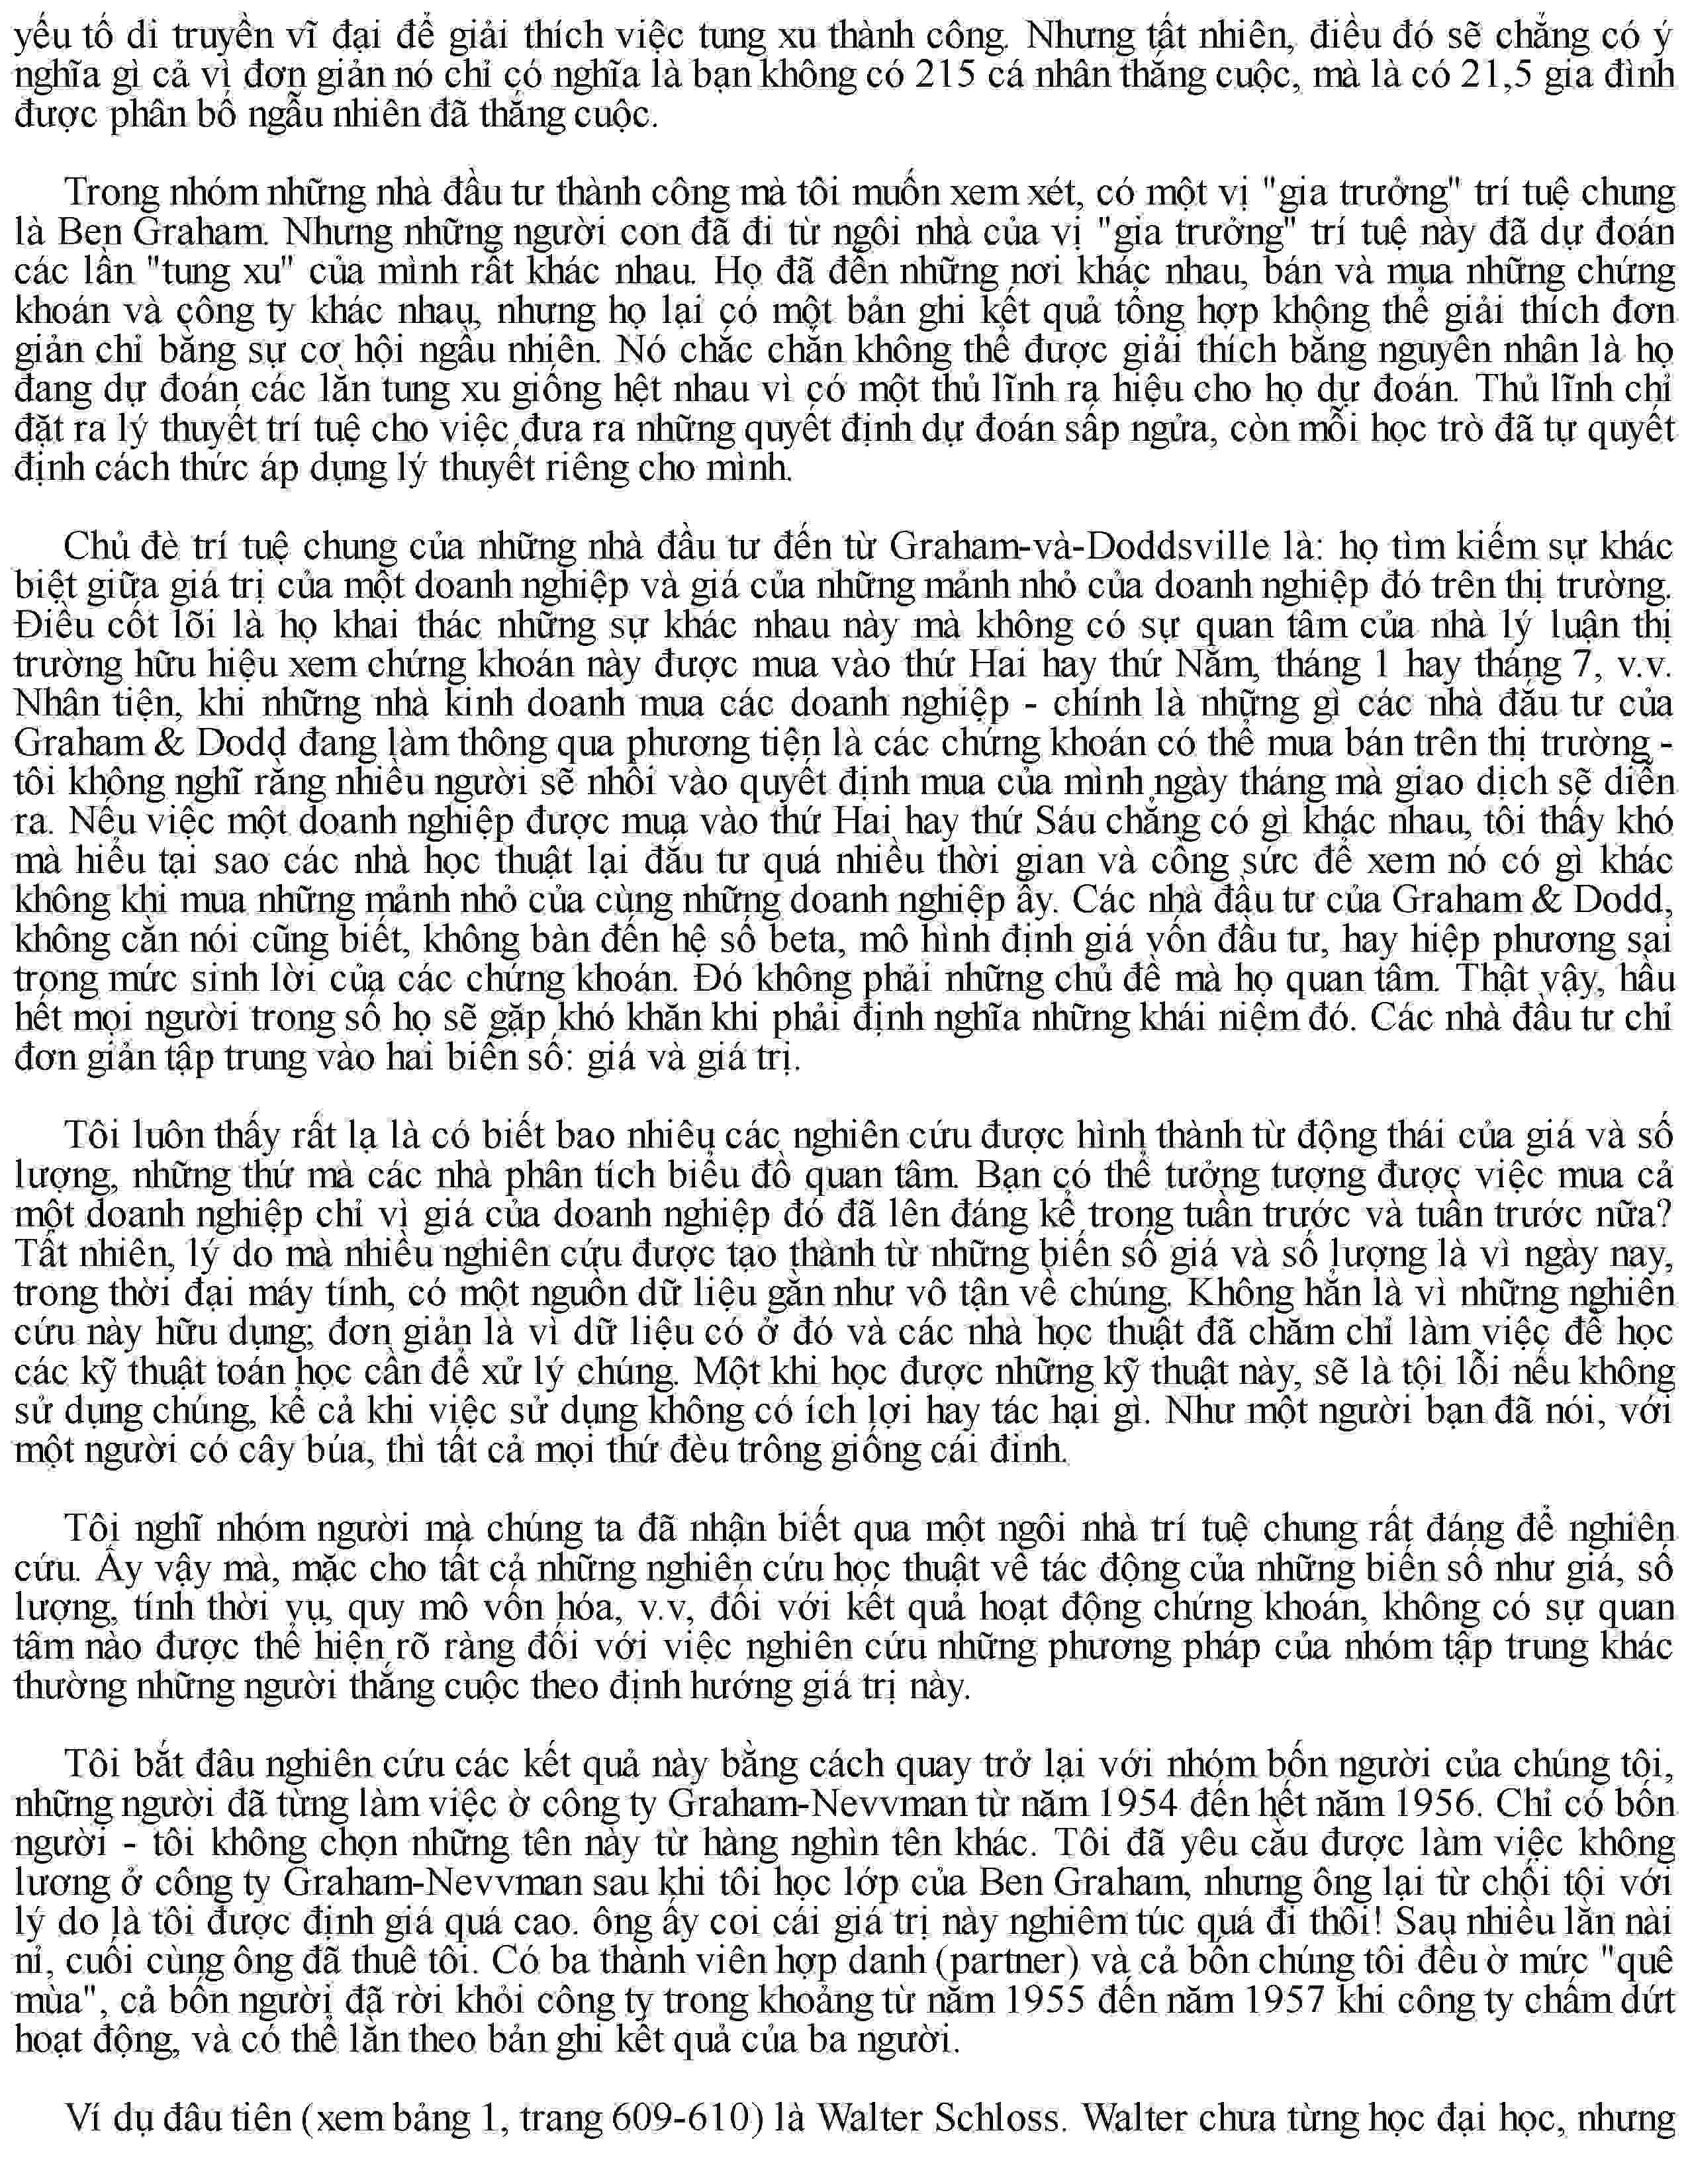 yếu tố di truyền vĩ đại để giải thích việc tung xu thành công. Nhưng tất nhiên, điều đó sẽ chẳng có ý
nghĩa gì cả vì đơn giản nó chỉ có nghĩa là bạn không có 215 cá nhân thắng cuộc, mà là có 21,5 gia đình
được phân bố ngẫu nhiên đã thắng cuộc.
Trong nhóm những nhà đầu tư thành công mà tôi muốn xem xét, có một vị "gia trưởng" trí tuệ chung
là Ben Graham. Nhưng những người con đã đi từ ngôi nhà của vị "gia trưởng" trí tuệ này đã dự đoán
các lần "tung xu" của mình rất khác nhau. Họ đã đến những nơi khác nhau, bán và mua những chứng
khoán và công ty khác nhau, nhưng họ lại có một bản ghi kết quả tổng hợp không thể giải thích đơn
giản chỉ bằng sự cơ hội ngẫu nhiên. Nó chắc chắn không thể được giải thích bằng nguyên nhân là họ
đang dự đoán các lần tung xu giống hệt nhau vì có một thủ lĩnh ra hiệu cho họ dự đoán. Thủ lĩnh chỉ
đặt ra lý thuyết trí tuệ cho việc đưa ra những quyết định dự đoán sấp ngửa, còn mỗi học trò đã tự quyết
định cách thức áp dụng lý thuyết riêng cho mình.
Chủ đè trí tuệ chung của những nhà đầu tư đến từ Graham-và-Doddsville là: họ tìm kiếm sự khác
biệt giữa giá trị của một doanh nghiệp và giá của những mảnh nhỏ của doanh nghiệp đó trên thị trường.
Điều cốt lõi là họ khai thác những sự khác nhau này mà không có sự quan tâm của nhà lý luận thị
trường hữu hiệu xem chứng khoán này được mua vào thứ Hai hay thứ Năm, tháng 1 hay tháng 7, v.v.
Nhân tiện, khi những nhà kinh doanh mua các doanh nghiệp - chính là những gì các nhà đầu tư của
Graham & Dodd đang làm thông qua phương tiện là các chứng khoán có thể mua bán trên thị trường -
tôi không nghĩ rằng nhiều người sẽ nhồi vào quyết định mua của mình ngày tháng mà giao dịch sẽ diễn
ra. Nếu việc một doanh nghiệp được mua vào thứ Hai hay thứ Sáu chẳng có gì khác nhau, tôi thấy khó
mà hiểu tại sao các nhà học thuật lại đầu tư quá nhiều thời gian và công sức để xem nó có gì khác
không khi mua những mảnh nhỏ của cùng những doanh nghiệp ấy. Các nhà đầu tư của Graham & Dodd,
không cần nói cũng biết, không bàn đến hệ số beta, mô hình định giá vốn đầu tư, hay hiệp phương sai
trong mức sinh lời của các chứng khoán. Đó không phải những chủ đề mà họ quan tâm. Thật vậy, hầu
hết mọi người trong số họ sẽ gặp khó khăn khi phải định nghĩa những khái niệm đó. Các nhà đầu tư chỉ
đơn giản tập trung vào hai biến số: giá và giá trị.
Tôi luôn thấy rất lạ là có biết bao nhiêu các nghiên cứu được hình thành từ động thái của giá và số
lượng, những thứ mà các nhà phân tích biểu đồ quan tâm. Bạn có thể tưởng tượng được việc mua cả
một doanh nghiệp chỉ vì giá của doanh nghiệp đó đã lên đáng kể trong tuần trước và tuần trước nữa?
Tất nhiên, lý do mà nhiều nghiên cứu được tạo thành từ những biến số giá và số lượng là vì ngày nay,
trong thời đại máy tính, có một nguồn dữ liệu gần như vô tận về chúng. Không hẳn là vì những nghiên
cứu này hữu dụng; đơn giản là vì dữ liệu có ở đó và các nhà học thuật đã chăm chỉ làm việc để học
các kỹ thuật toán học cần để xử lý chúng. Một khi học được những kỹ thuật này, sẽ là tội lỗi nếu không
sử dụng chúng, kể cả khi việc sử dụng không có ích lợi hay tác hại gì. Như một người bạn đã nói, với
một người có cây búa, thì tất cả mọi thứ đèu trông giống cái đinh.
Tôi nghĩ nhóm người mà chúng ta đã nhận biết qua một ngôi nhà trí tuệ chung rất đáng để nghiên
cứu. Ấy vậy mà, mặc cho tất cả những nghiên cứu học thuật về tác động của những biến số như giá, số
lượng, tính thời vụ, quy mô vốn hóa, v.v, đối với kết quả hoạt động chứng khoán, không có sự quan
tâm nào được thể hiện rõ ràng đối với việc nghiên cứu những phương pháp của nhóm tập trung khác
thường những người thắng cuộc theo định hướng giá trị này.
Tôi bắt đâu nghiên cứu các kết quả này bằng cách quay trở lại với nhóm bốn người của chúng tôi,
những người đã từng làm việc ờ công ty Graham-Nevvman từ năm 1954 đến hết năm 1956. Chỉ có bốn
người - tôi không chọn những tên này từ hàng nghìn tên khác. Tôi đã yêu cầu được làm việc không
lương ở công ty Graham-Nevvman sau khi tôi học lớp của Ben Graham, nhưng ông lại từ chối tôi với
lý do là tôi được định giá quá cao. ông ấy coi cái giá trị này nghiêm túc quá đi thôi! Sau nhiều lần nài
nỉ, cuối cùng ông đã thuê tôi. Có ba thành viên hợp danh (partner) và cả bốn chúng tôi đều ờ mức "quê
mùa", cả bốn người đã rời khỏi công ty trong khoảng từ năm 1955 đến năm 1957 khi công ty chấm dứt
hoạt động, và có thể lần theo bản ghi kết quả của ba người.
Ví dụ đâu tiên (xem bảng 1, trang 609-610) là Walter Schloss. Walter chưa từng học đại học, nhưng